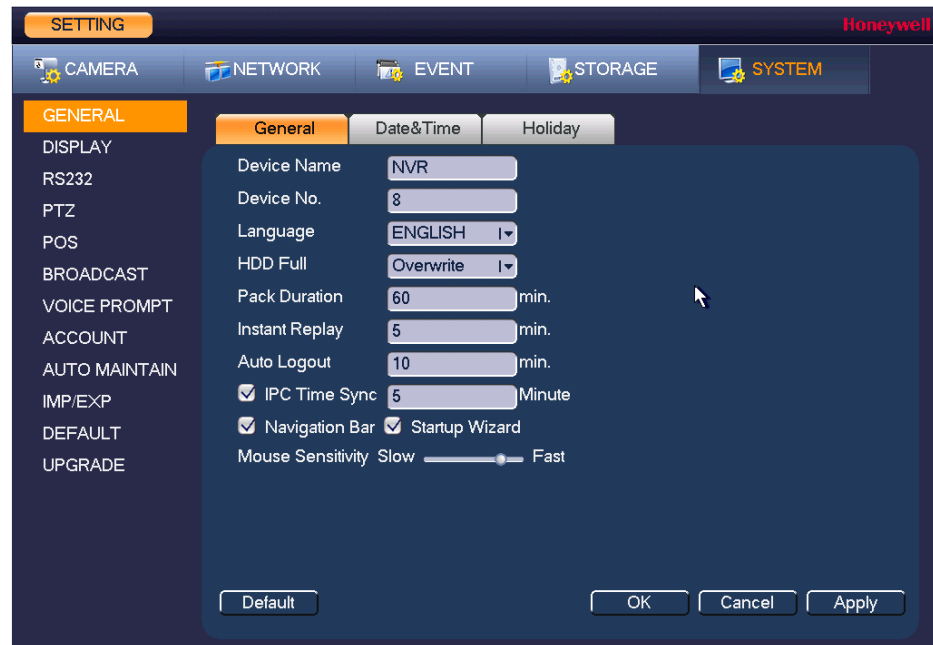 SETTING
Honeywell
CAMERA NETWORK EVENT STORAGE SYSTEM
GENERAL
DISPLAY
RS232
PTZ
POS
BROADCAST
VOICE PROMPT
ACCOUNT
AUTO MAINTAIN
IMP/EXP
DEFAULT
UPGRADE
General Date&Time Holiday
Device Name NVR
Device No. 8
Language ENGLISH
HDD Full Overwrite
Pack Duration 60 min.
Instant Replay 5 min.
Auto Logout 10 min.
IPC Time Sync 5 Minute
Navigation Bar Startup Wizard
Mouse Sensitivity Slow Fast
Default OK Cancel Apply